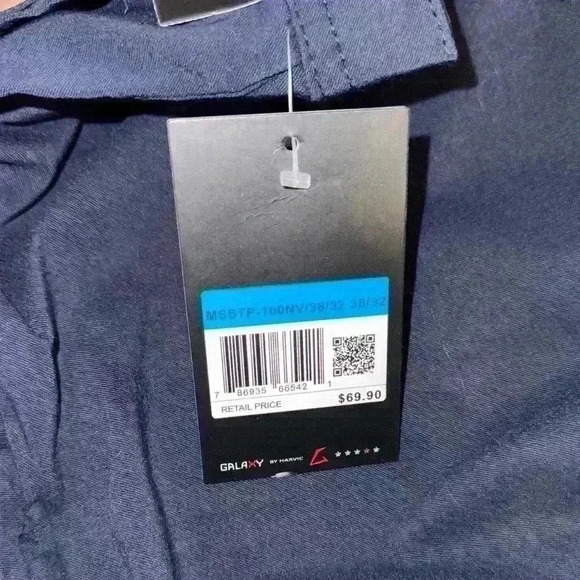 MSSTP-100NV/38/32 38/32
7 86935 66542 1
RETAIL PRICE $69.90
GALAXY BY HARVIC